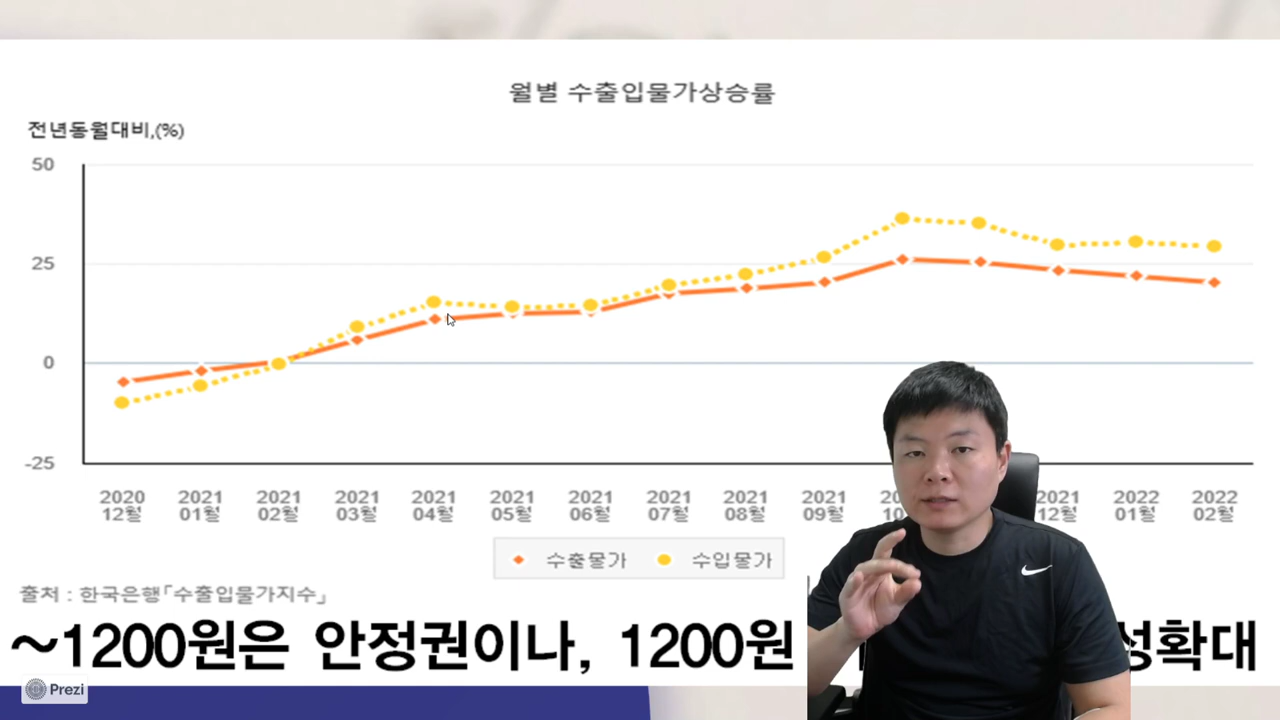 월별 수출입물가상승률
전년동월대비,(%)
50
25
0
-25
2020 2021 2021 2021 2021 2021 2021 2021 2021 2021 2021 2022 2022
12월 01월 02월 03월 04월 05월 06월 07월 08월 09월 12월 01월 02월
수출물가 수입물가
출처 : 한국은행「수출입물가지수」
~1200원은 안정권이나, 1200원 성확대
Prezi